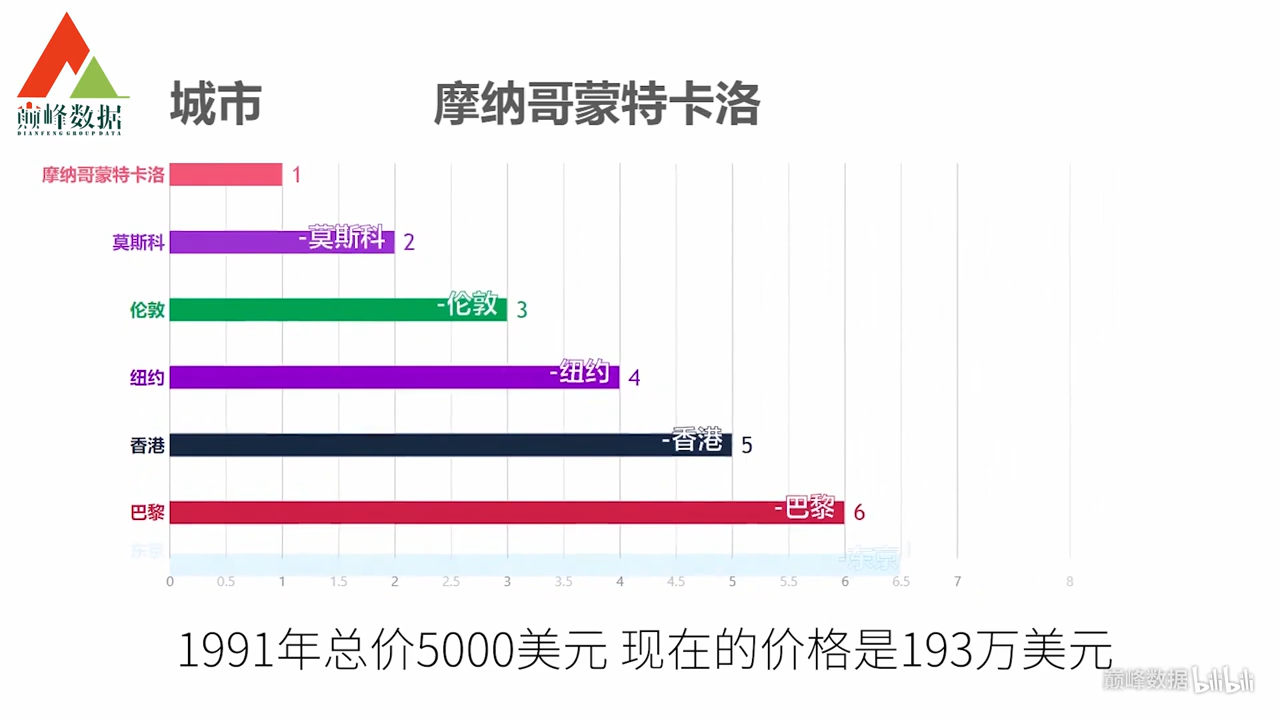 巅峰数据
DIANFENG GROUP DATA
城市 摩纳哥蒙特卡洛
摩纳哥蒙特卡洛 1
莫斯科 -莫斯科 2
伦敦 -伦敦 3
纽约 -纽约 4
香港 -香港 5
巴黎 -巴黎 6
东京 -东京
0 0.5 1 1.5 2 2.5 3 3.5 4 4.5 5 5.5 6 6.5 7 8
1991年总价5000美元 现在的价格是193万美元
巅峰数据 bilibili